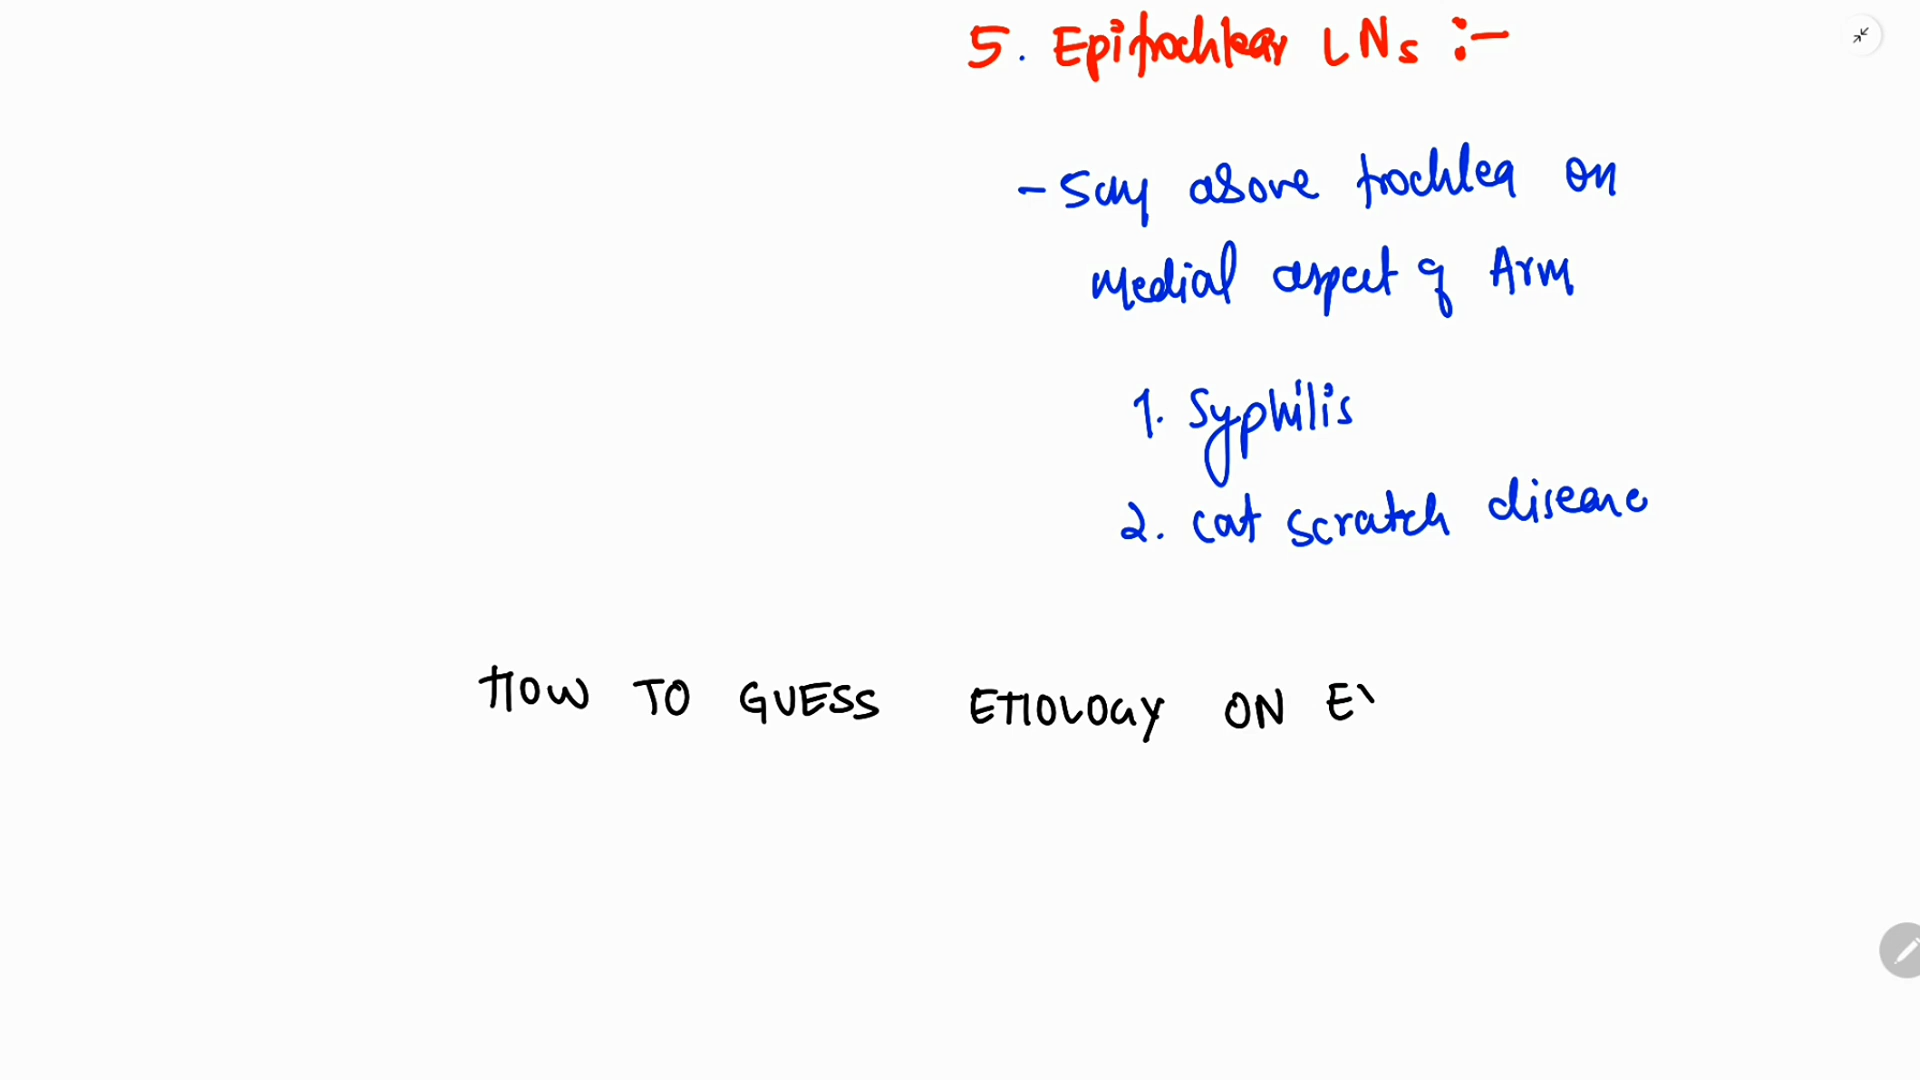 5. Epitrochlear LNs :-
- Say above trochlea on
medial aspect of Arm
1. Syphilis
2. cat scratch disease
HOW TO GUESS ETIOLOGY ON E